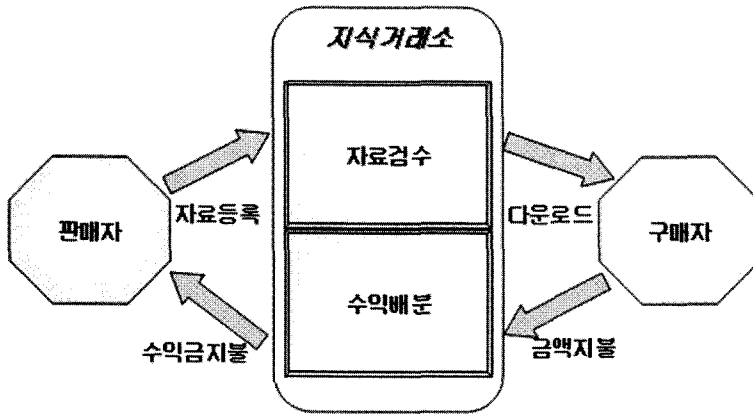 지식거래소
자료검수
판매자
자료등록
다운로드
구매자
수익배분
수익금지불
금액지불